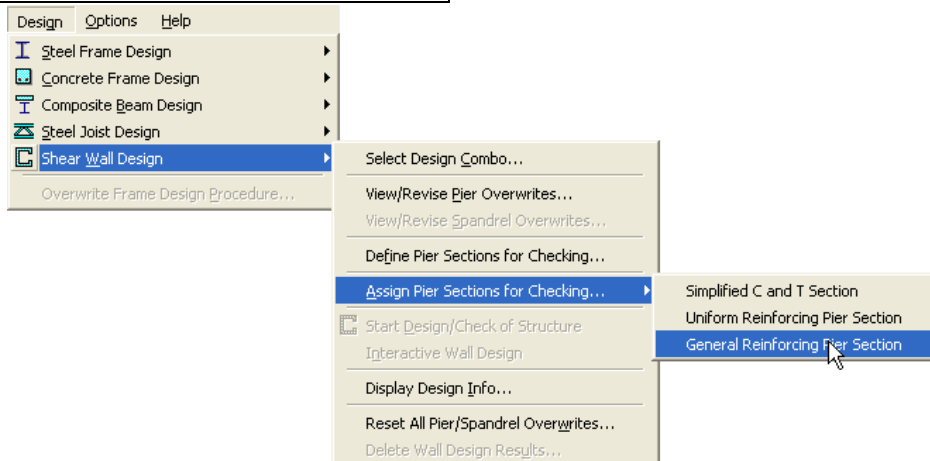 Design Options Help
Steel Frame Design
Concrete Frame Design
Composite Beam Design
Steel Joist Design
Shear Wall Design
Overwrite Frame Design Procedure...
Select Design Combo...
View/Revise Pier Overwrites...
View/Revise Spandrel Overwrites...
Define Pier Sections for Checking...
Assign Pier Sections for Checking...
Start Design/Check of Structure
Interactive Wall Design
Display Design Info...
Reset All Pier/Spandrel Overwrites...
Delete Wall Design Results...
Simplified C and T Section
Uniform Reinforcing Pier Section
General Reinforcing Pier Section